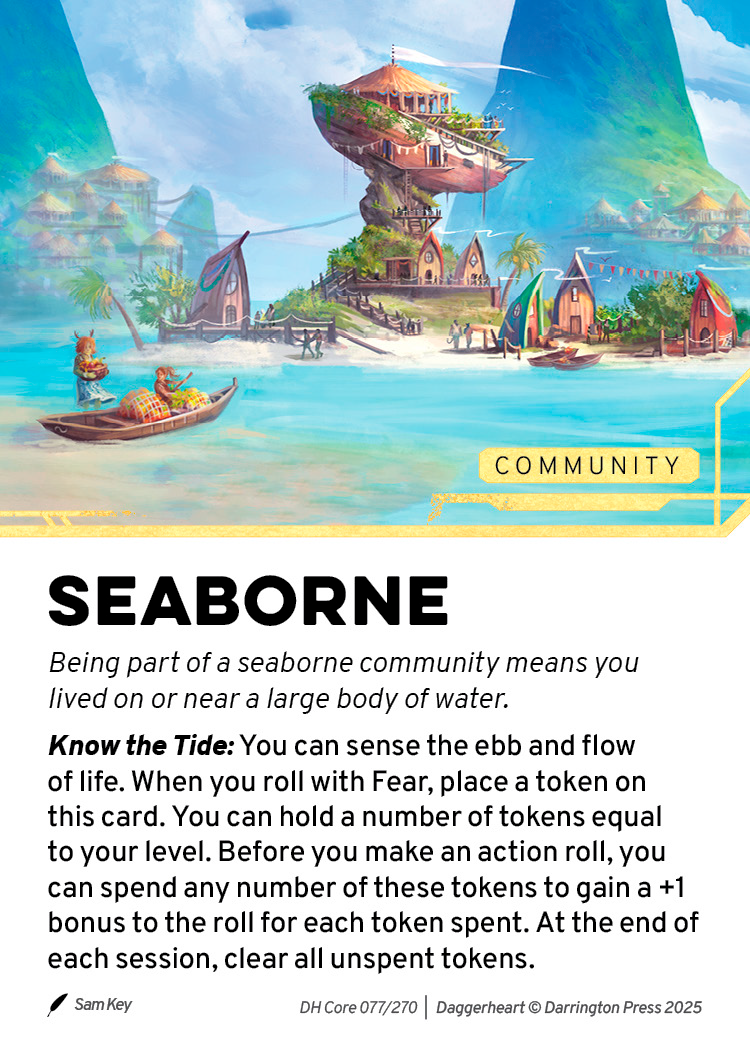 COMMUNITY
SEABORNE
Being part of a seaborne community means you
lived on or near a large body of water.
Know the Tide: You can sense the ebb and flow
of life. When you roll with Fear, place a token on
this card. You can hold a number of tokens equal
to your level. Before you make an action roll, you
can spend any number of these tokens to gain a +1
bonus to the roll for each token spent. At the end of
each session, clear all unspent tokens.
Sam Key
DH Core 077/270 | Daggerheart © Darrington Press 2025